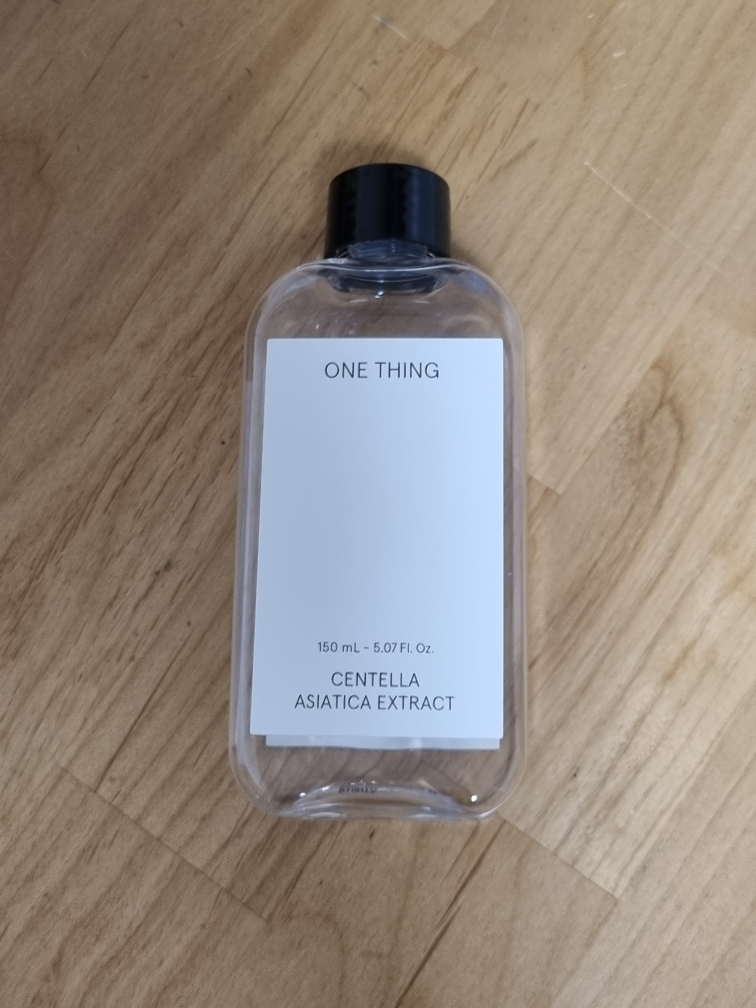 ONE THING
150 mL - 5.07 Fl. Oz.
CENTELLA
ASIATICA EXTRACT